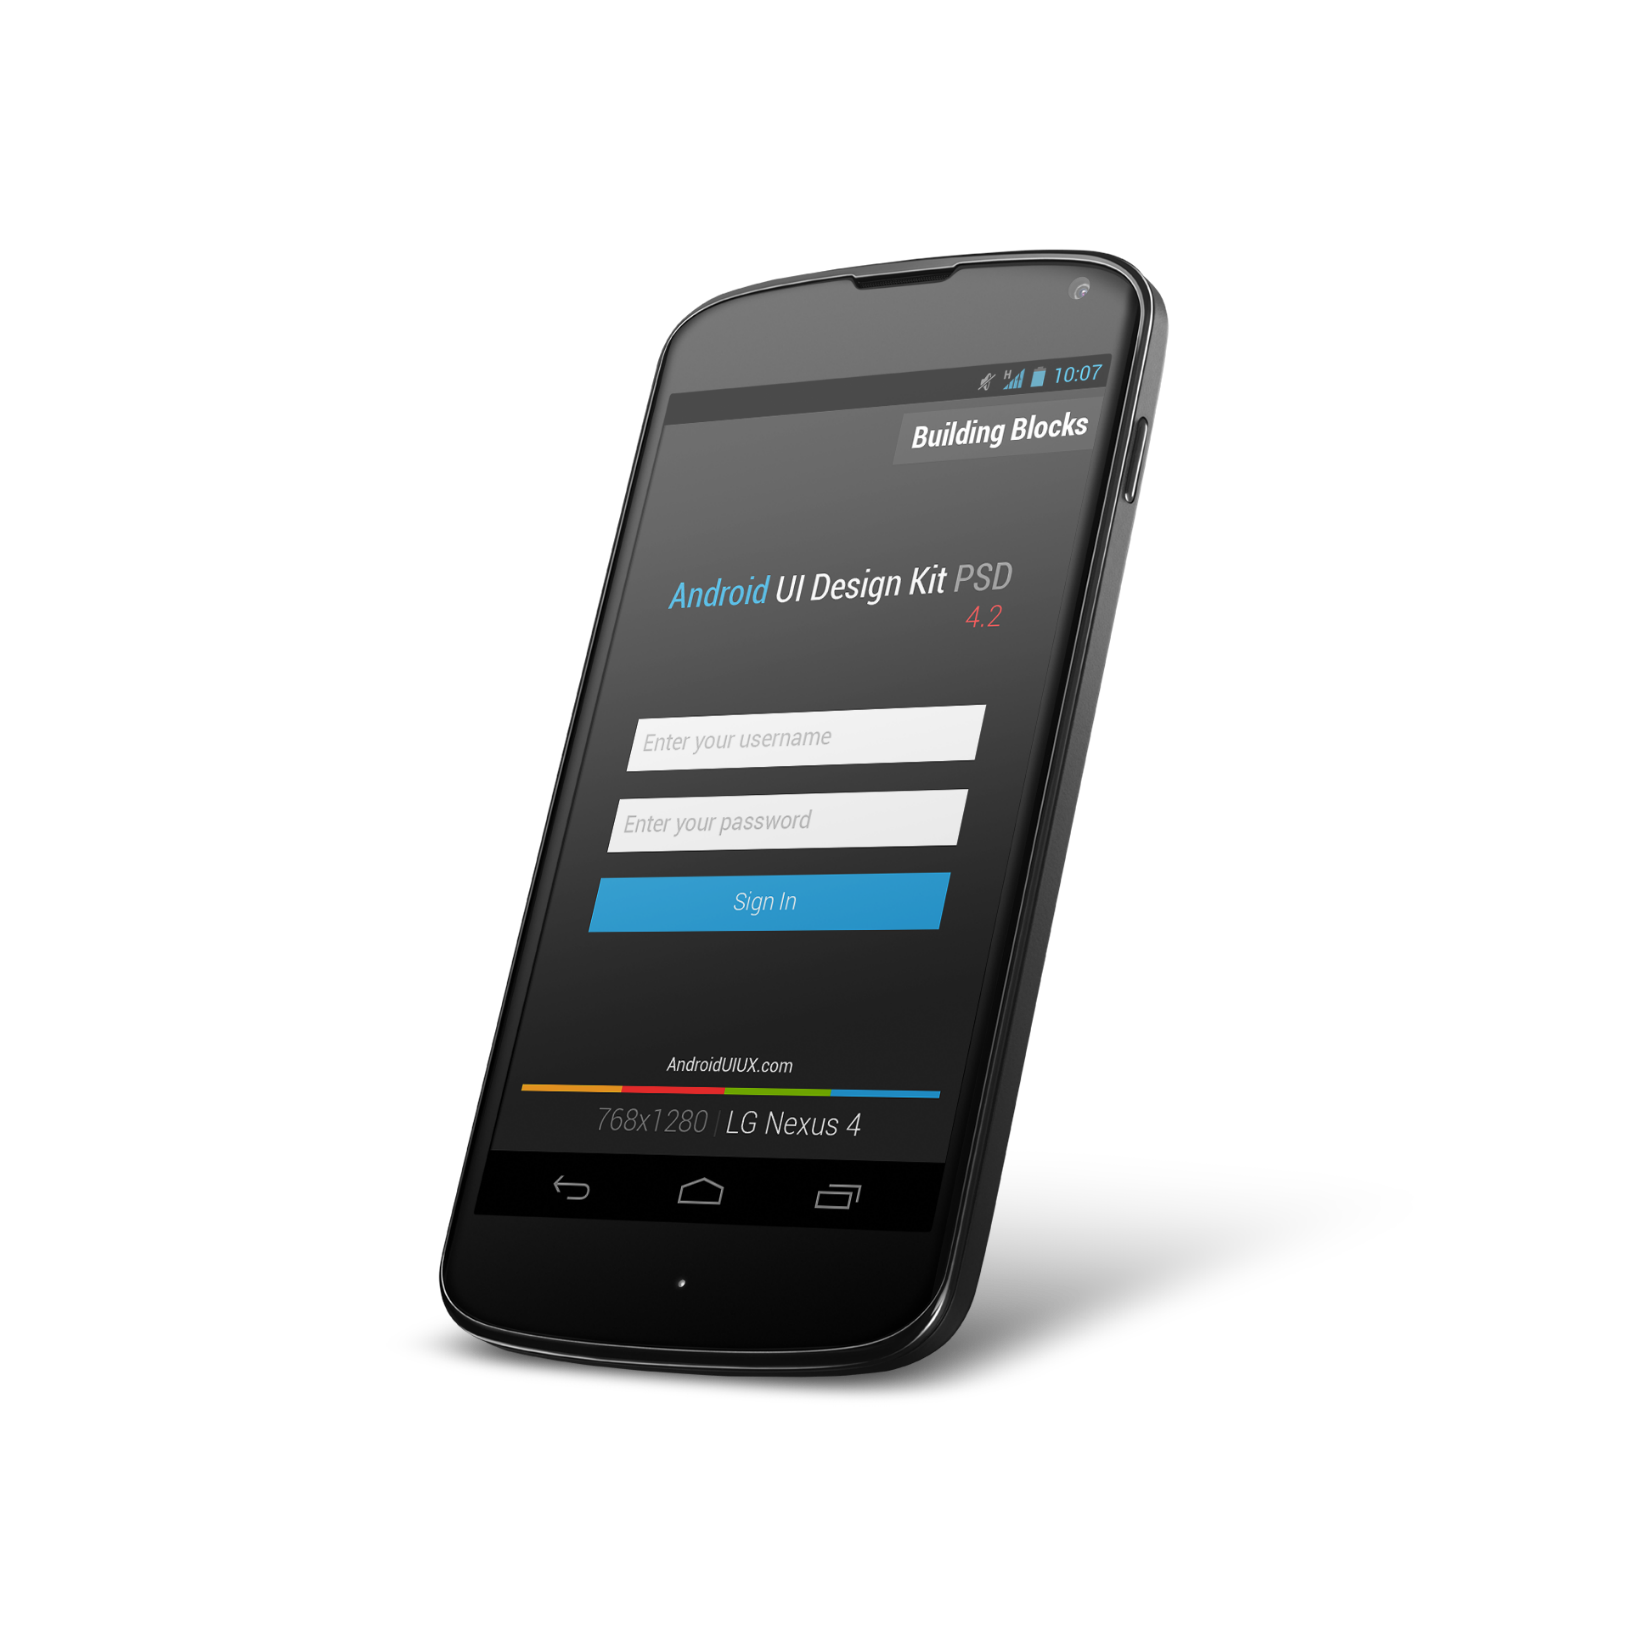 H 10:07
Building Blocks
Android UI Design Kit PSD
4.2
Enter your username
Enter your password
Sign In
AndroidUIUX.com
768x1280 | LG Nexus 4